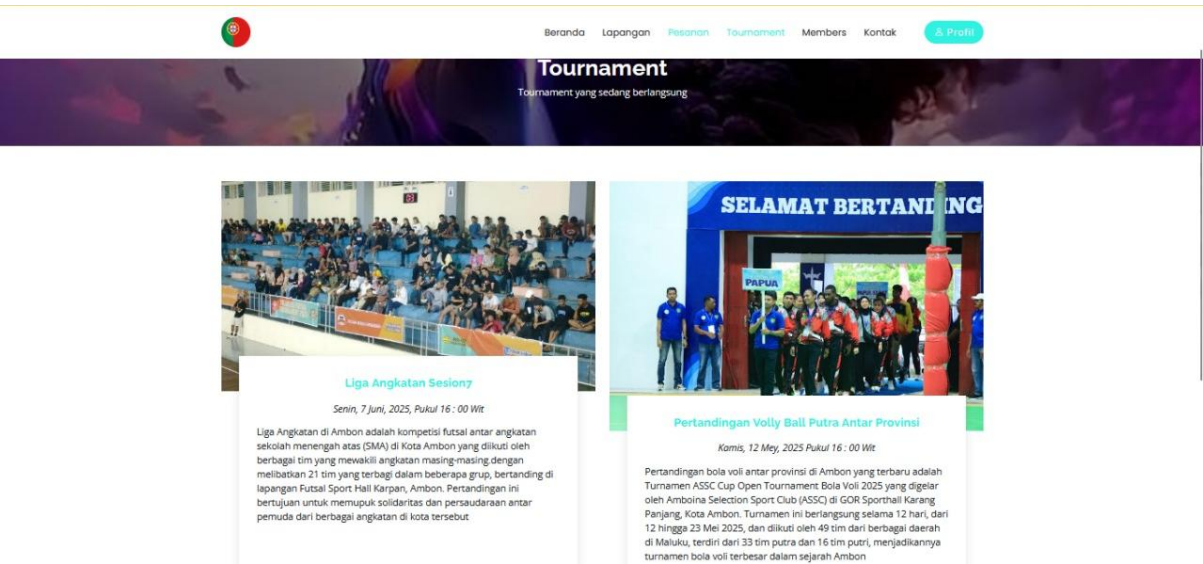 Beranda Lapangan Pesanan Tournament Members Kontak Profil
Tournament
Tournament yang sedang berlangsung
SELAMAT BERTANDING
PAPUA
Liga Angkatan Sesion7
Senin, 7 Juni, 2025, Pukul 16 : 00 Wit
Liga Angkatan di Ambon adalah kompetisi futsal antar angkatan
sekolah menengah atas (SMA) di Kota Ambon yang diikuti oleh
berbagai tim yang mewakili angkatan masing-masing.dengan
melibatkan 21 tim yang terbagi dalam beberapa grup, bertanding di
lapangan Futsal Sport Hall Karpan, Ambon. Pertandingan ini
bertujuan untuk memupuk solidaritas dan persaudaraan antar
pemuda dari berbagai angkatan di kota tersebut
Pertandingan Volly Ball Putra Antar Provinsi
Kamis, 12 Mey, 2025 Pukul 16 : 00 Wit
Pertandingan bola voli antar provinsi di Ambon yang terbaru adalah
Turnamen ASSC Cup Open Tournament Bola Voli 2025 yang digelar
oleh Amboina Selection Sport Club (ASSC) di GOR Sporthall Karang
Panjang, Kota Ambon. Turnamen ini berlangsung selama 12 hari, dari
12 hingga 23 Mei 2025, dan diikuti oleh 49 tim dari berbagai daerah
di Maluku, terdiri dari 33 tim putra dan 16 tim putri, menjadikannya
turnamen bola voli terbesar dalam sejarah Ambon